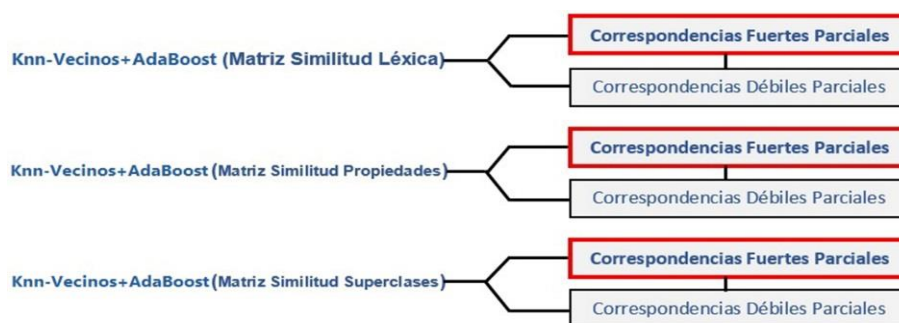 Correspondencias Fuertes Parciales
Knn-Vecinos+AdaBoost (Matriz Similitud Léxica)
Correspondencias Débiles Parciales
Correspondencias Fuertes Parciales
Knn-Vecinos+AdaBoost (Matriz Similitud Propiedades)
Correspondencias Débiles Parciales
Correspondencias Fuertes Parciales
Knn-Vecinos+AdaBoost (Matriz Similitud Superclases)
Correspondencias Débiles Parciales